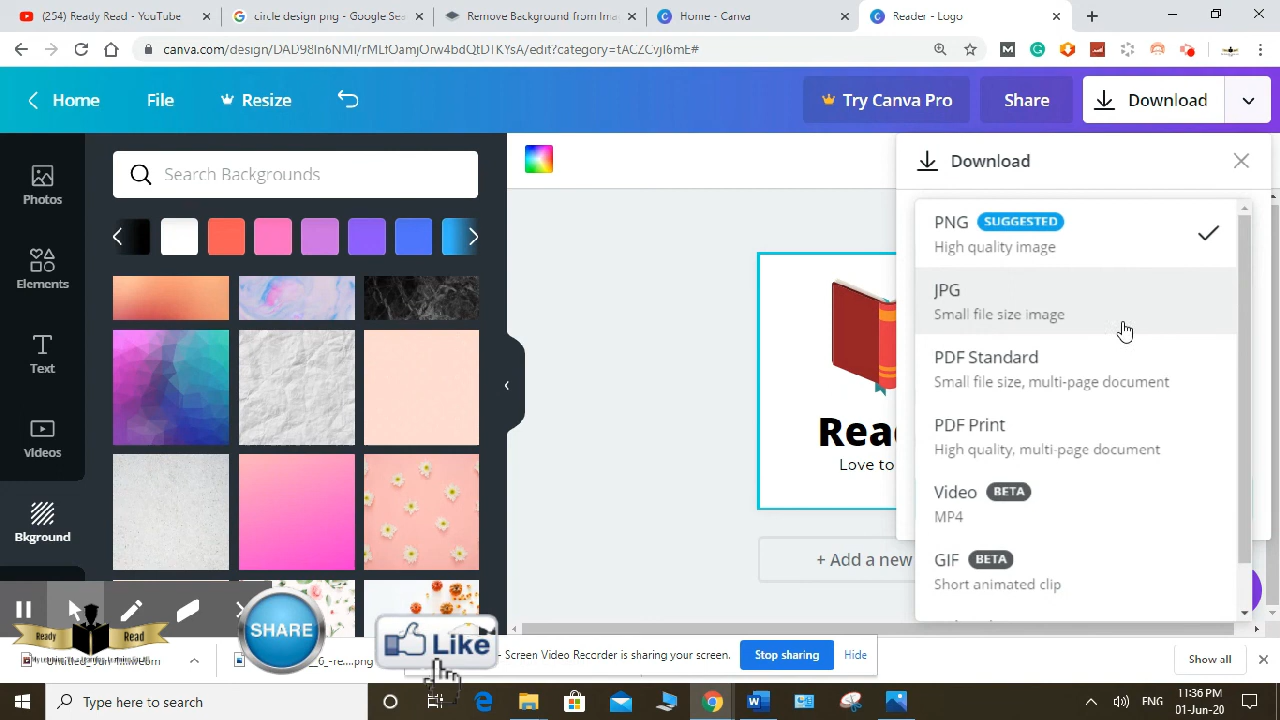 (254) Ready Read - YouTube
circle design png - Google Sea
Remove Background from Ima
Home - Canva
Reader - Logo
Home
File
Resize
Try Canva Pro
Share
Download
Search Backgrounds
Photos
Elements
Text
Videos
Bkground
Download
PNG SUGGESTED
High quality image
JPG
Small file size image
PDF Standard
Small file size, multi-page document
PDF Print
High quality, multi-page document
Video BETA
MP4
GIF BETA
Short animated clip
Read
Love to
+ Add a new
Ready Read
SHARE
Like
- Screen Video Recorder is sharing your screen.
Stop sharing
Hide
Show all
Type here to search
ENG
11:36 PM
01-Jun-20